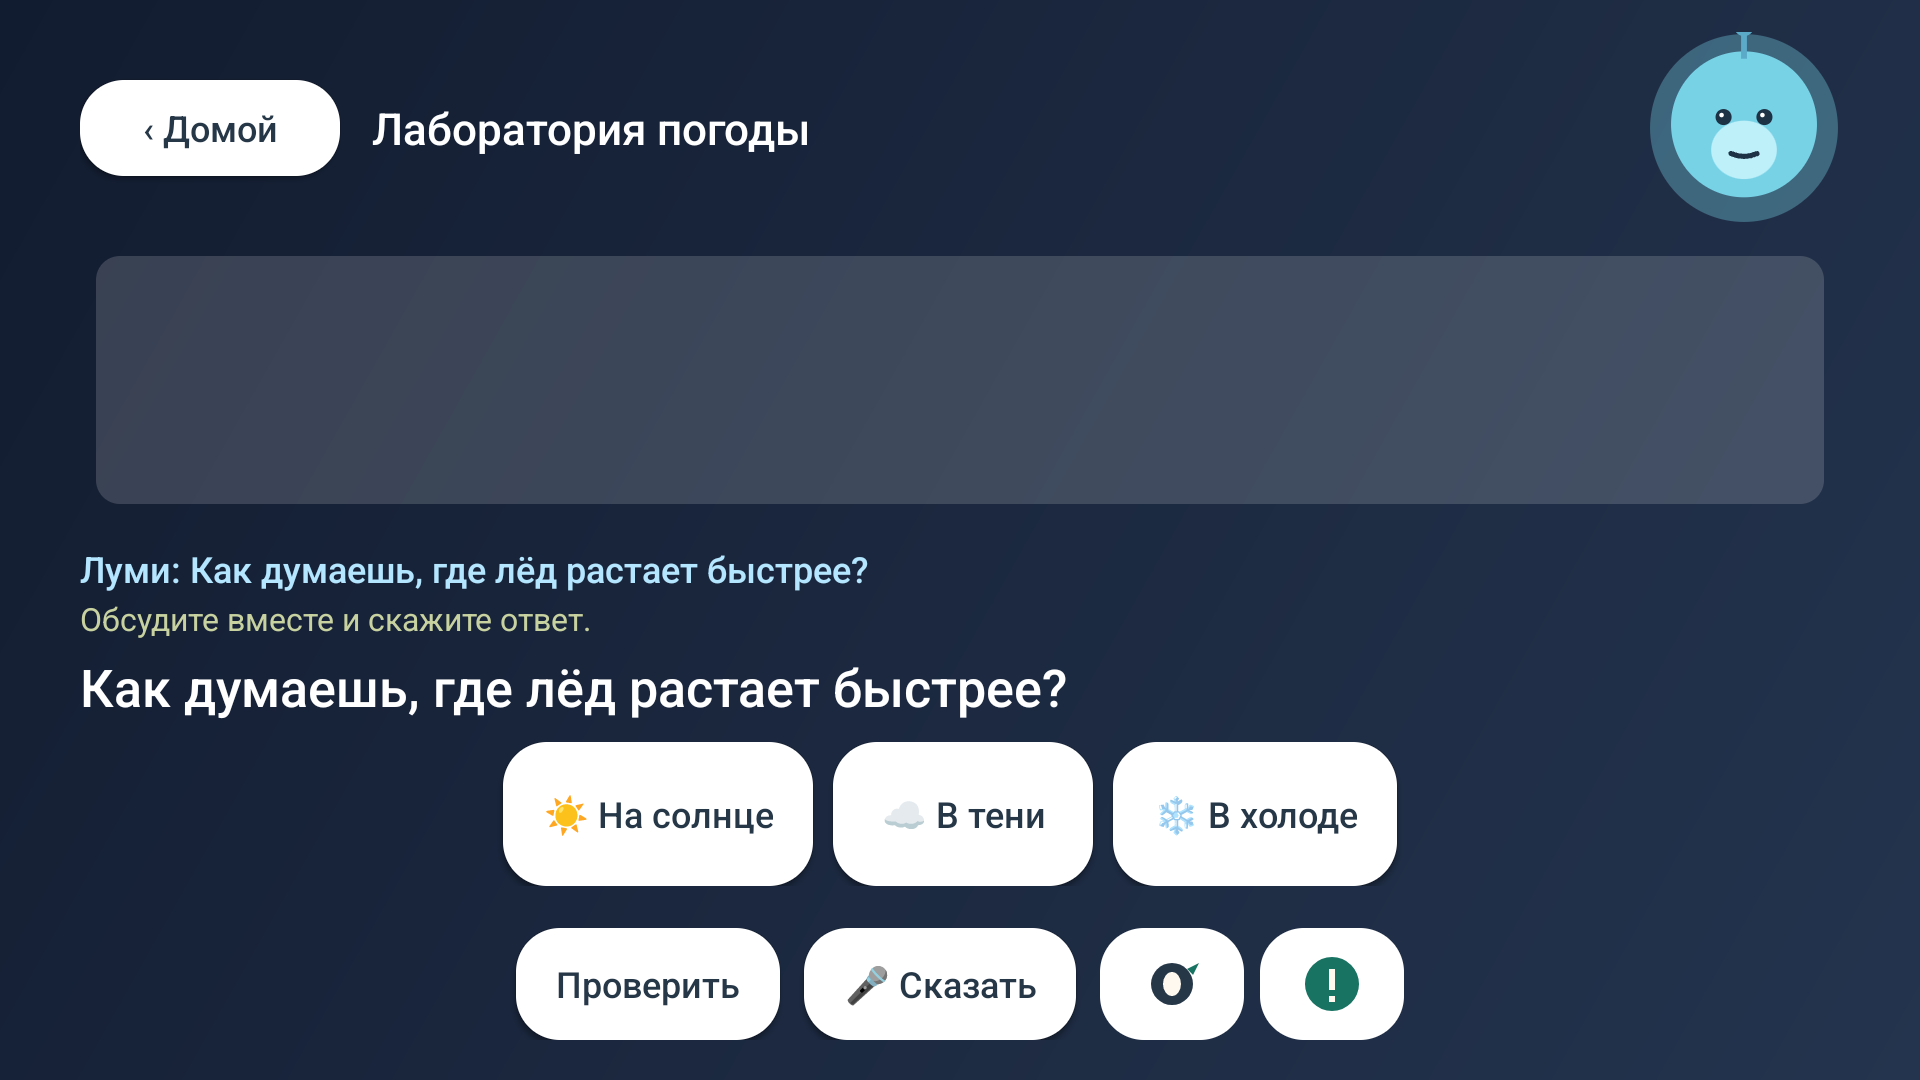 ‹ Домой
Лаборатория погоды
Луми: Как думаешь, где лёд растает быстрее?
Обсудите вместе и скажите ответ.
Как думаешь, где лёд растает быстрее?
☀️ На солнце
☁️ В тени
❄️ В холоде
Проверить
🎤 Сказать